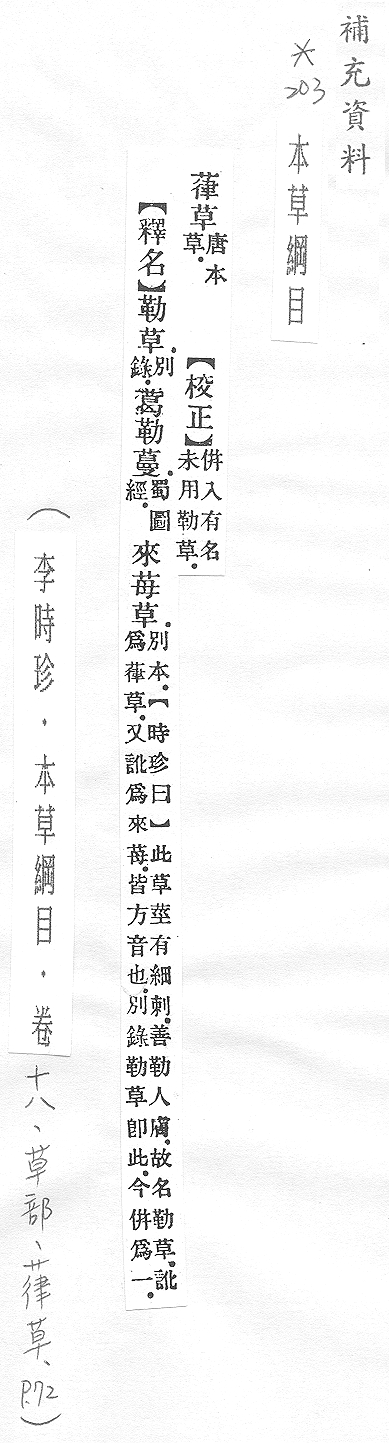 補充資料
※203 本草綱目
葎草唐本草。【校正】併入有名未用勒草。
【釋名】勒草。別錄。葛勒蔓。蜀圖經。來苺草。別本。【時珍曰】此草莖有細刺。善勒人膚。故名勒草。訛爲葎草。又訛爲來苺。皆方音也。別錄勒草卽此。今併爲一。
(李時珍．本草綱目．卷十八、草部、葎草、P.72)